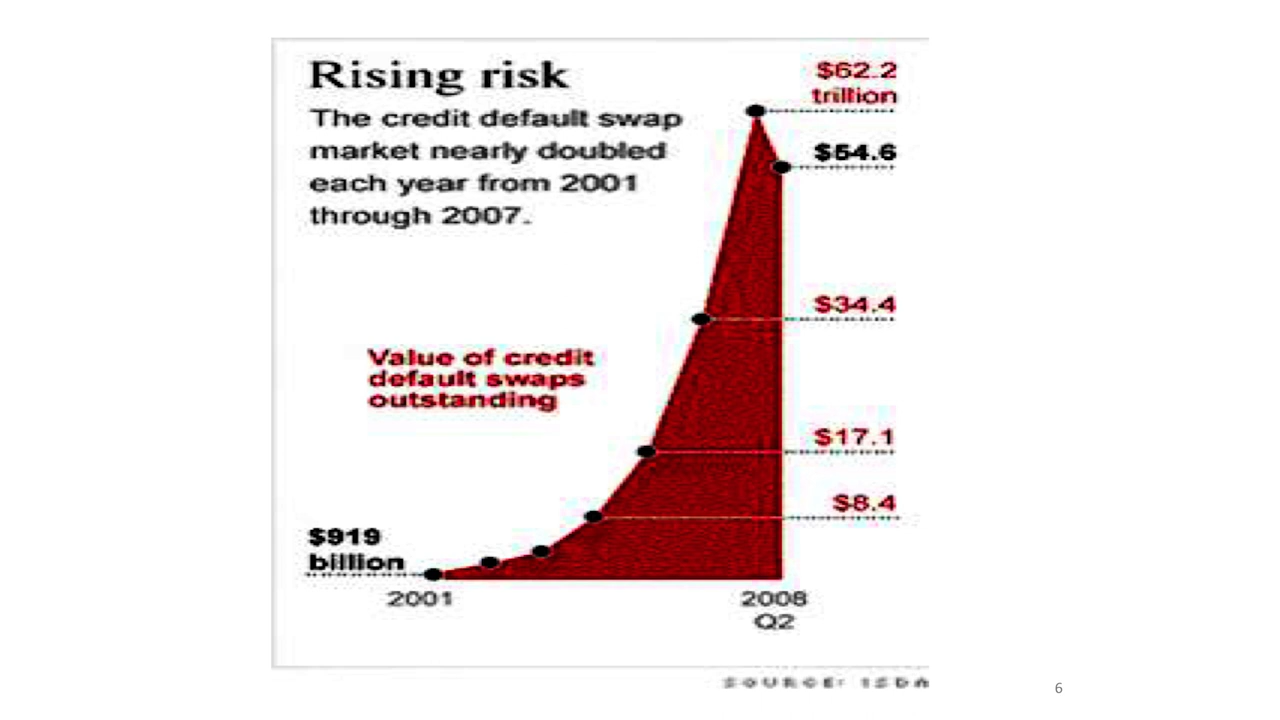 Rising risk
The credit default swap
market nearly doubled
each year from 2001
through 2007.
$62.2
trillion
$54.6
$34.4
Value of credit
default swaps
outstanding
$17.1
$8.4
$919
billion
2001
2008
Q2
SOURCE: ISDA
6